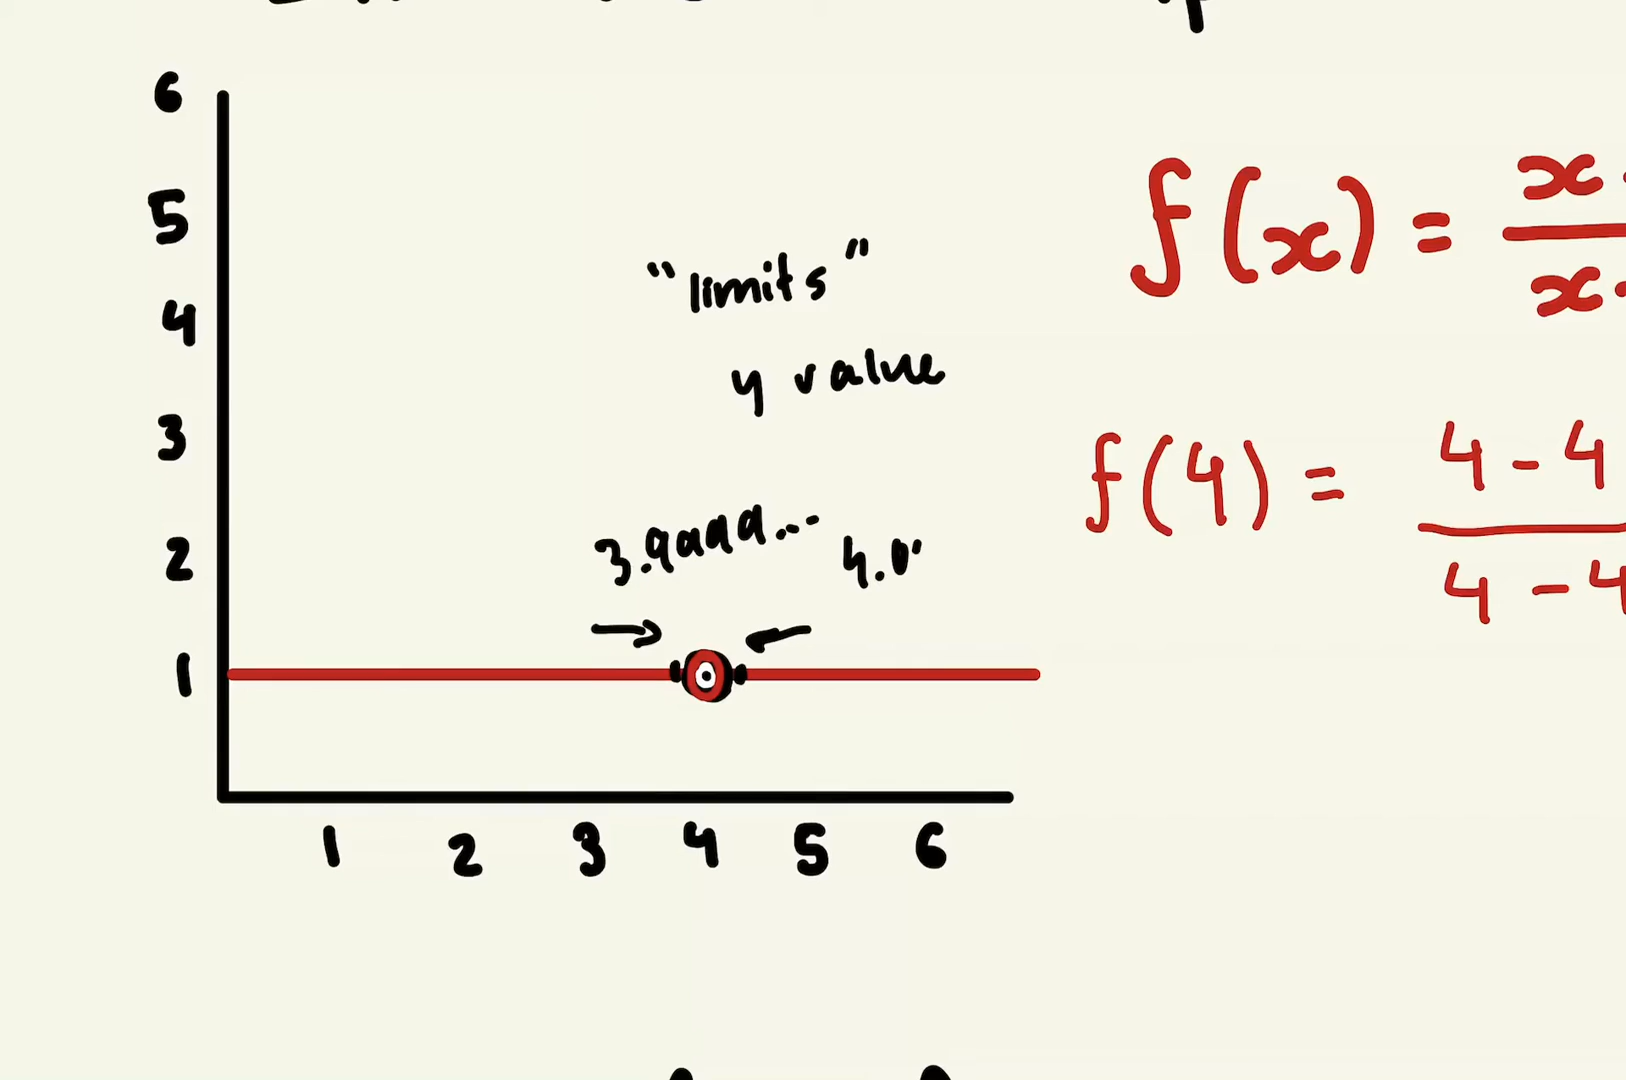 6
5
4
3
2
1
"limits"
y value
3.9999... 4.0
1 2 3 4 5 6
f(x) = x
x-
f(4) = 4-4
4-4